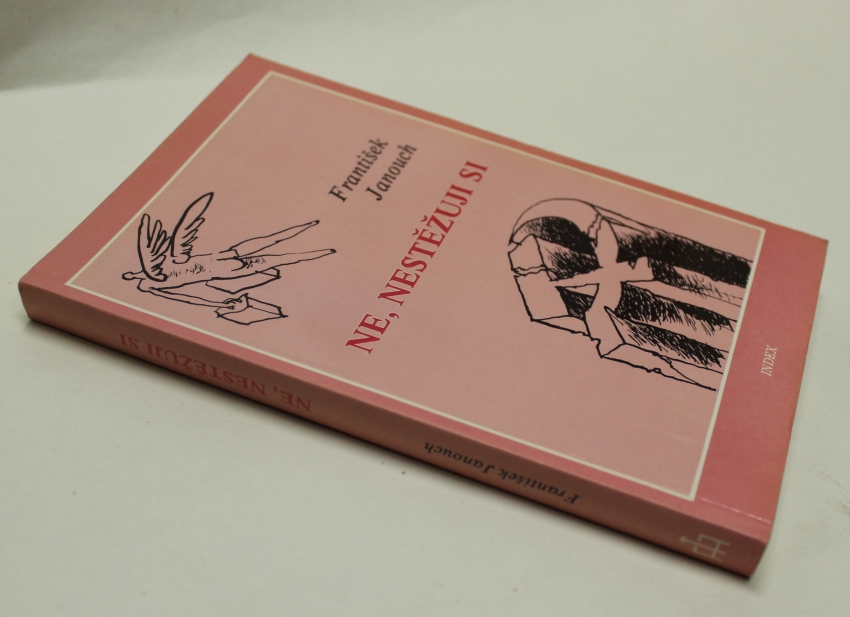 František
Janouch
NE, NESTĚŽUJI SI
INDEX
NE, NESTĚŽUJI SI
František Janouch